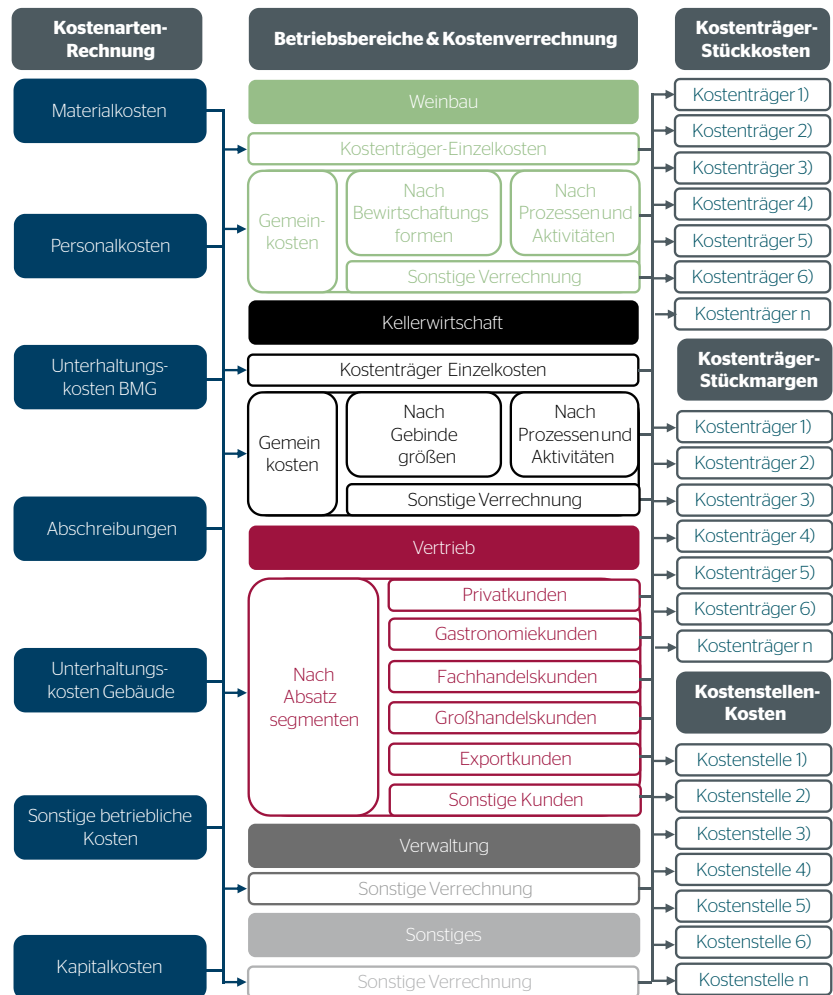 Kostenarten-
Rechnung
Materialkosten
Personalkosten
Unterhaltungs-
kosten BMG
Abschreibungen
Unterhaltungs-
kosten Gebäude
Sonstige betriebliche
Kosten
Kapitalkosten
Betriebsbereiche & Kostenverrechnung
Weinbau
Kostenträger-Einzelkosten
Gemein-
kosten
Nach
Bewirtschaftungs
formen
Nach
Prozessen und
Aktivitäten
Sonstige Verrechnung
Kellerwirtschaft
Kostenträger Einzelkosten
Gemein
kosten
Nach
Gebinde
größen
Nach
Prozessen und
Aktivitäten
Sonstige Verrechnung
Vertrieb
Nach
Absatz
segmenten
Privatkunden
Gastronomiekunden
Fachhandelskunden
Großhandelskunden
Exportkunden
Sonstige Kunden
Verwaltung
Sonstige Verrechnung
Sonstiges
Sonstige Verrechnung
Kostenträger-
Stückkosten
Kostenträger 1)
Kostenträger 2)
Kostenträger 3)
Kostenträger 4)
Kostenträger 5)
Kostenträger 6)
Kostenträger n
Kostenträger-
Stückmargen
Kostenträger 1)
Kostenträger 2)
Kostenträger 3)
Kostenträger 4)
Kostenträger 5)
Kostenträger 6)
Kostenträger n
Kostenstellen-
Kosten
Kostenstelle 1)
Kostenstelle 2)
Kostenstelle 3)
Kostenstelle 4)
Kostenstelle 5)
Kostenstelle 6)
Kostenstelle n